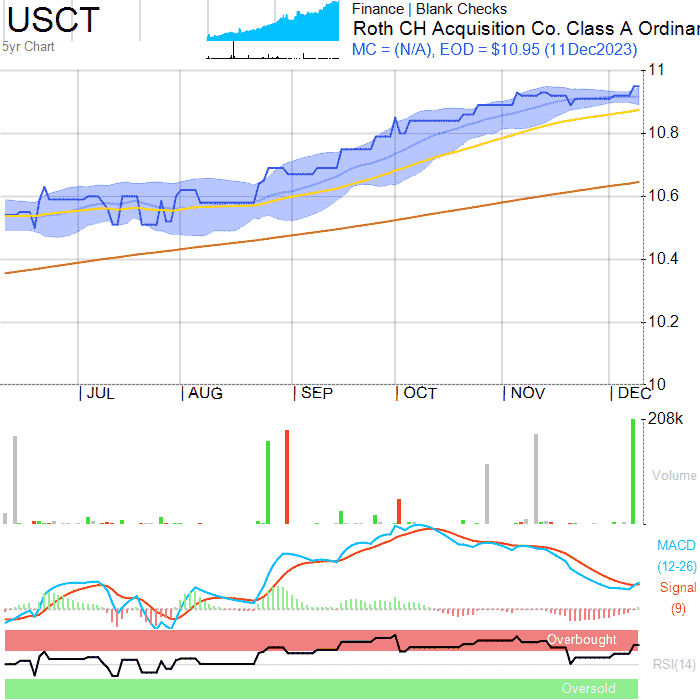 USCT
5yr Chart
Finance | Blank Checks
Roth CH Acquisition Co. Class A Ordinar
MC = (N/A), EOD = $10.95 (11Dec2023)
11
10.8
10.6
10.4
10.2
10
| JUL | AUG | SEP | OCT | NOV | DEC
208k
Volume
MACD
(12-26)
Signal
(9)
Overbought
RSI(14)
Oversold